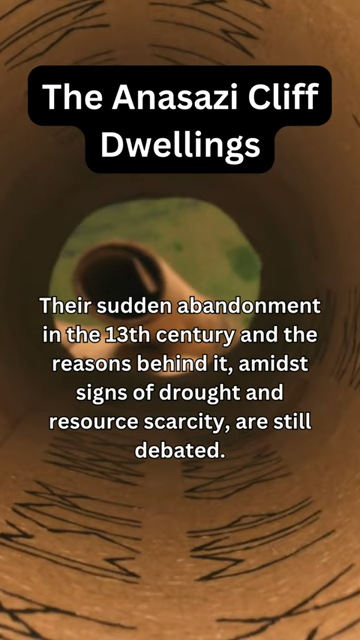 The Anasazi Cliff
Dwellings
Their sudden abandonment
in the 13th century and the
reasons behind it, amidst
signs of drought and
resource scarcity, are still
debated.